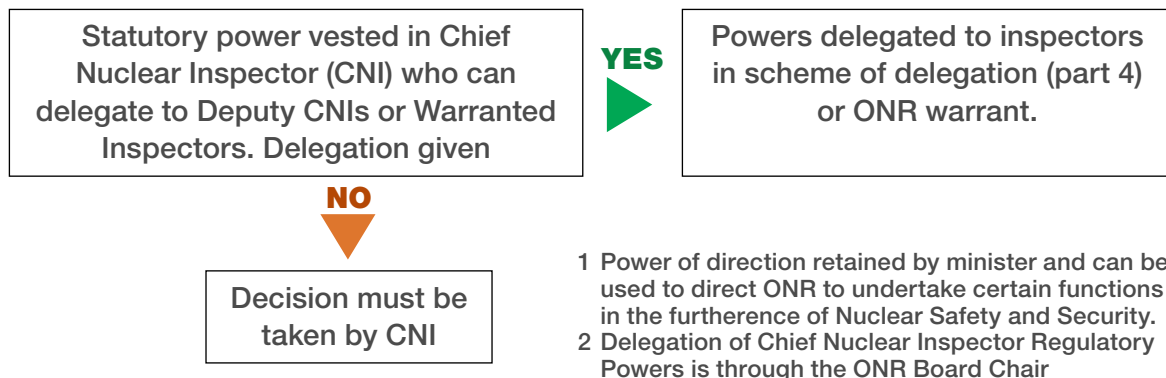 Statutory power vested in Chief
Nuclear Inspector (CNI) who can
delegate to Deputy CNIs or Warranted
Inspectors. Delegation given
YES
Powers delegated to inspectors
in scheme of delegation (part 4)
or ONR warrant.
NO
Decision must be
taken by CNI
1 Power of direction retained by minister and can be
used to direct ONR to undertake certain functions
in the furtherence of Nuclear Safety and Security.
2 Delegation of Chief Nuclear Inspector Regulatory
Powers is through the ONR Board Chair